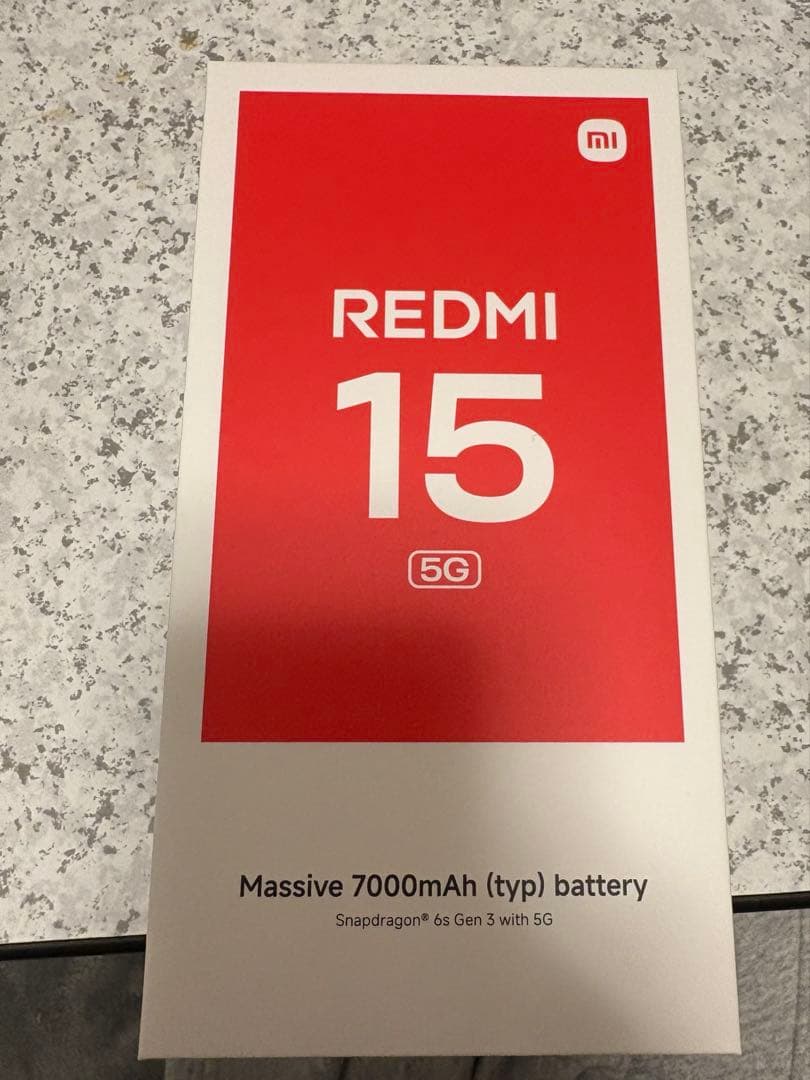 mi
REDMI
15
5G
Massive 7000mAh (typ) battery
Snapdragon® 6s Gen 3 with 5G